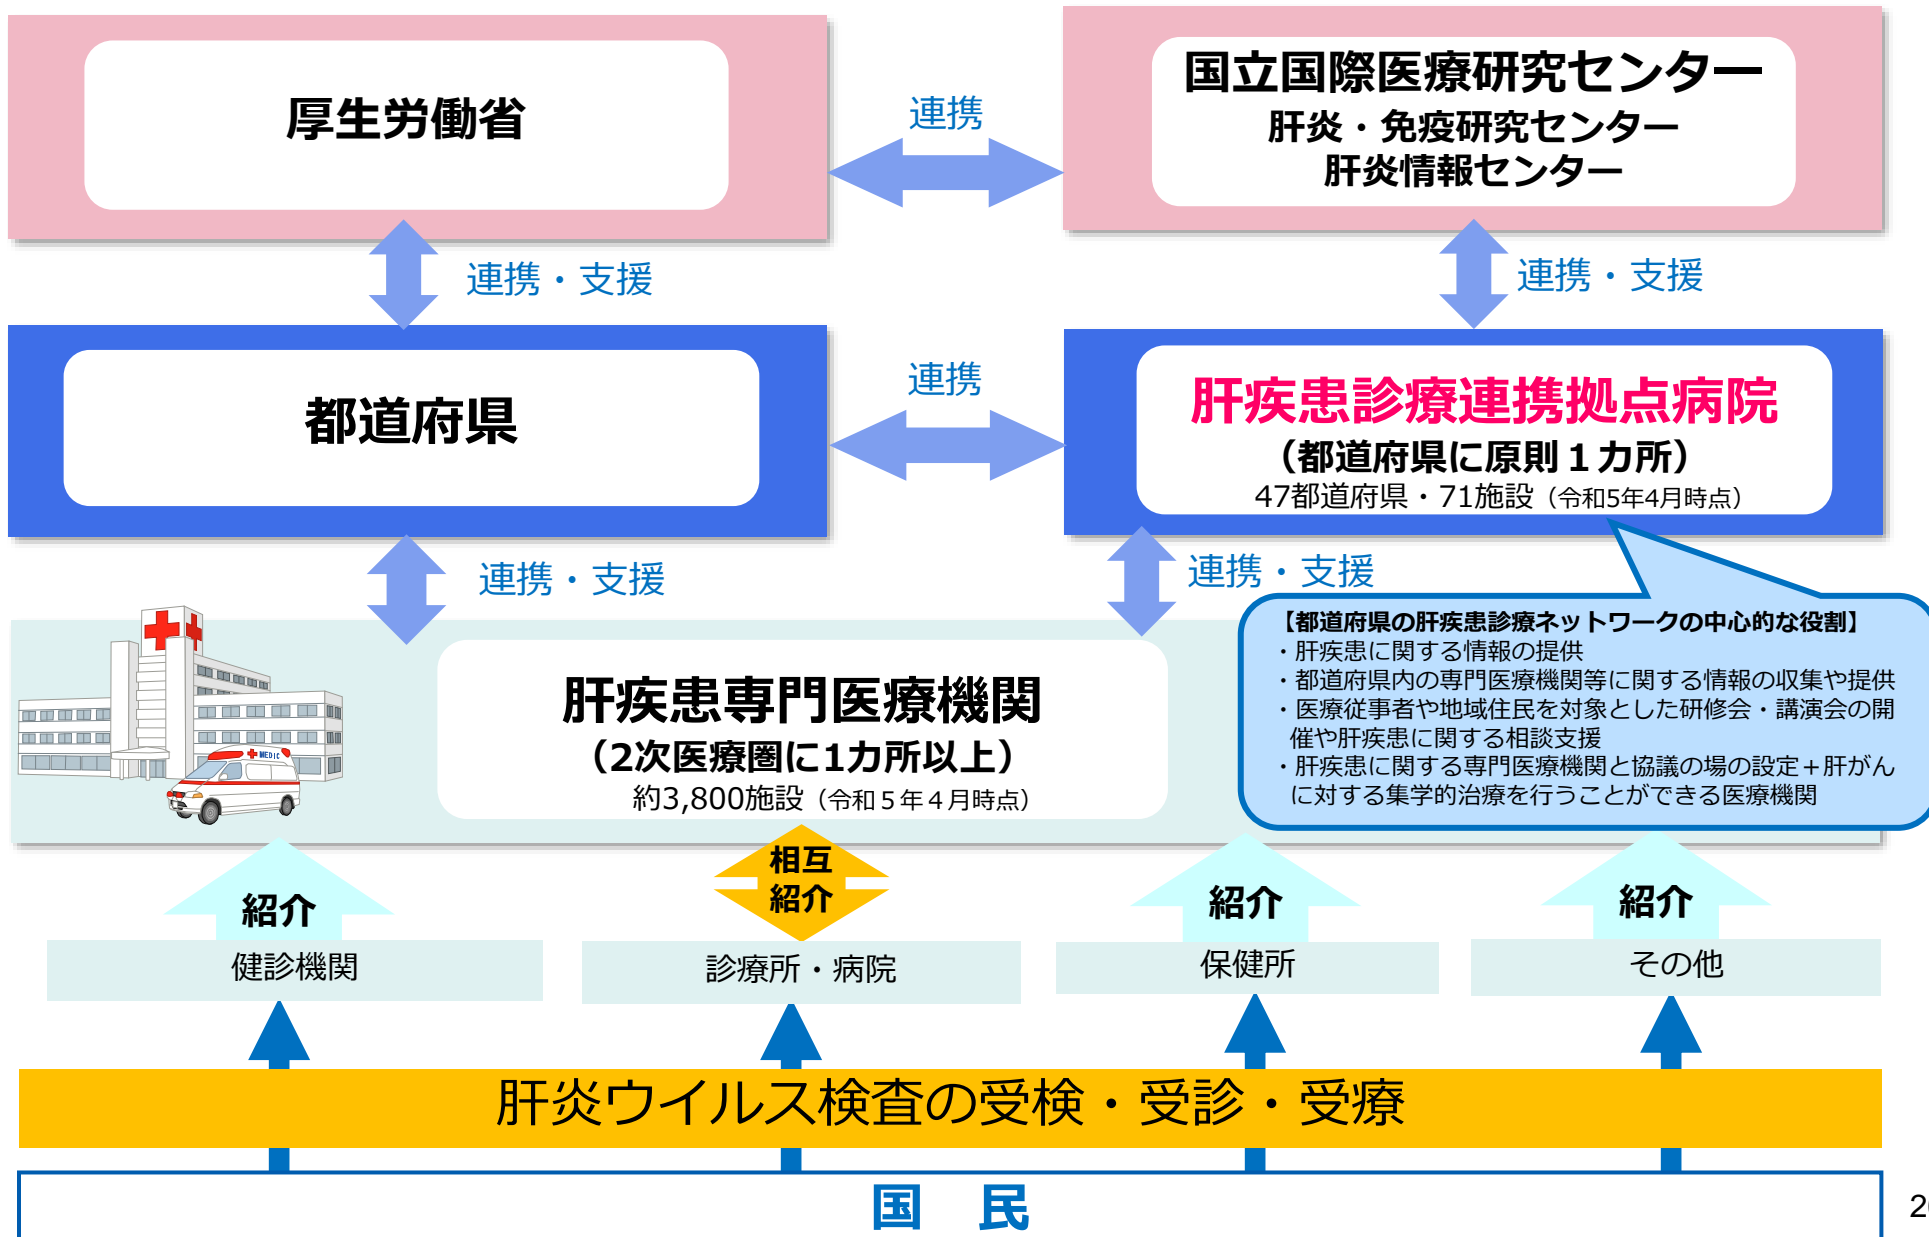 厚生労働省
連携
国立国際医療研究センター
肝炎・免疫研究センター
肝炎情報センター
連携・支援
連携・支援
都道府県
連携
肝疾患診療連携拠点病院
（都道府県に原則１カ所）
47都道府県・71施設（令和5年4月時点）
連携・支援
連携・支援
【都道府県の肝疾患診療ネットワークの中心的な役割】
・肝疾患に関する情報の提供
・都道府県内の専門医療機関等に関する情報の収集や提供
・医療従事者や地域住民を対象とした研修会・講演会の開
催や肝疾患に関する相談支援
・肝疾患に関する専門医療機関と協議の場の設定＋肝がん
に対する集学的治療を行うことができる医療機関
MEDIC
肝疾患専門医療機関
（2次医療圏に1カ所以上）
約3,800施設（令和５年４月時点）
紹介
相互
紹介
紹介
紹介
健診機関
診療所・病院
保健所
その他
肝炎ウイルス検査の受検・受診・受療
国　民